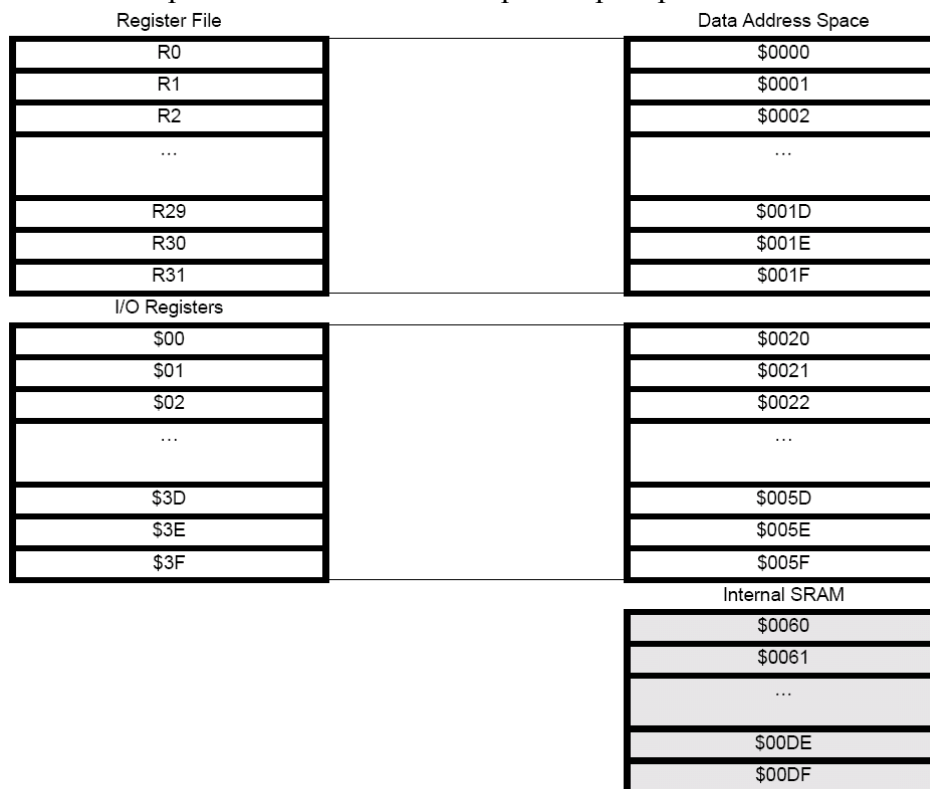 Register File Data Address Space
R0 $0000
R1 $0001
R2 $0002
... ...
R29 $001D
R30 $001E
R31 $001F
I/O Registers
$00 $0020
$01 $0021
$02 $0022
... ...
$3D $005D
$3E $005E
$3F $005F
Internal SRAM
$0060
$0061
...
$00DE
$00DF